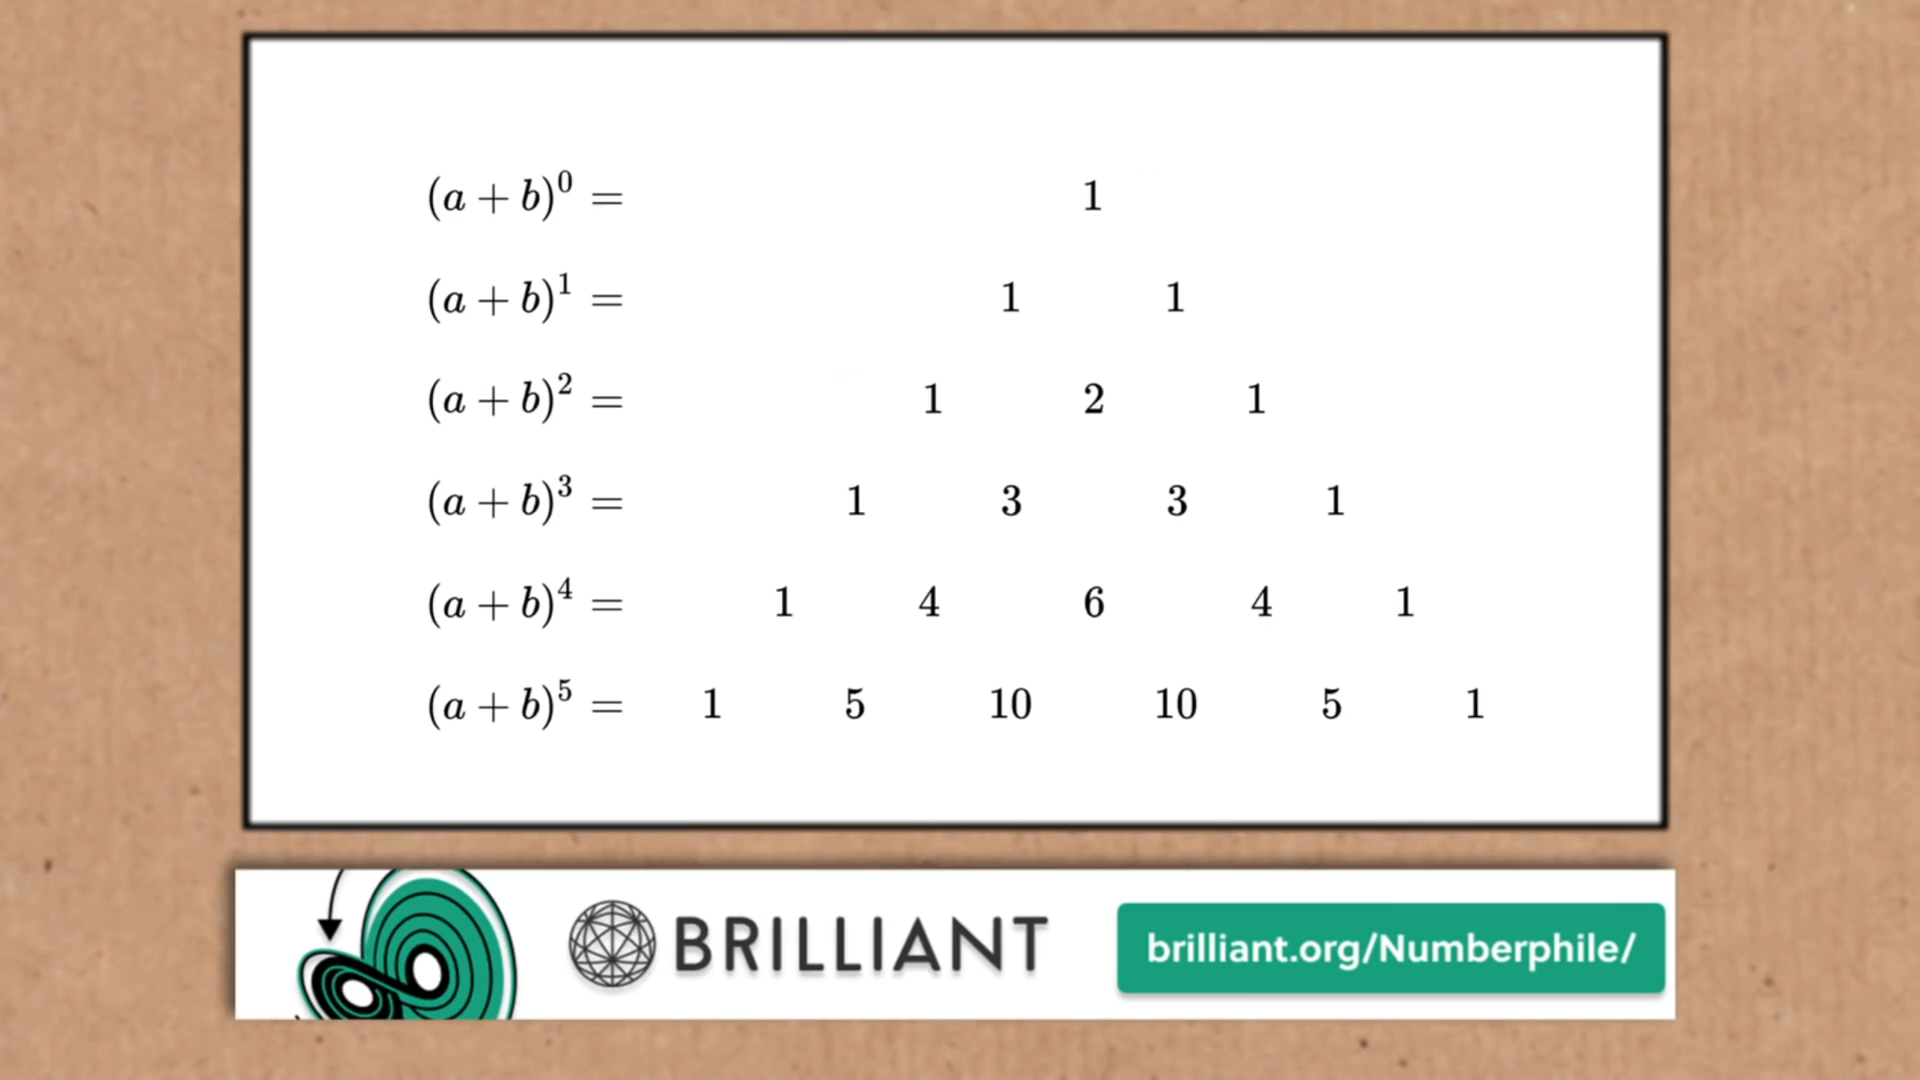 (a + b)⁰ = 1
(a + b)¹ = 1 1
(a + b)² = 1 2 1
(a + b)³ = 1 3 3 1
(a + b)⁴ = 1 4 6 4 1
(a + b)⁵ = 1 5 10 10 5 1
BRILLIANT
brilliant.org/Numberphile/